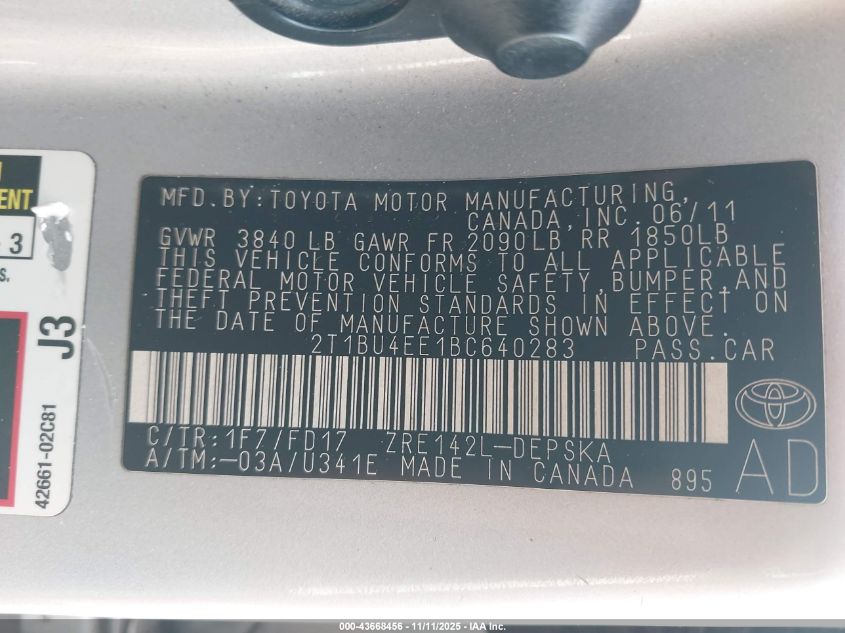 MFD.BY:TOYOTA MOTOR MANUFACTURING,
CANADA,INC. 06/11
GVWR 3840 LB GAWR FR 2090LB RR 1850LB
THIS VEHICLE CONFORMS TO ALL APPLICABLE
FEDERAL MOTOR VEHICLE SAFETY, BUMPER, AND
THEFT PREVENTION STANDARDS IN EFFECT ON
THE DATE OF MANUFACTURE SHOWN ABOVE.
2T1BU4EE1BC640283 PASS.CAR
C/TR:1F7/FD17 ZRE142L-DEPSKA
A/TM:-03A/U341E MADE IN CANADA 895
AD
3
S.
J3
42661-02C81
000-43668456 - 11/11/2025 - IAA Inc.